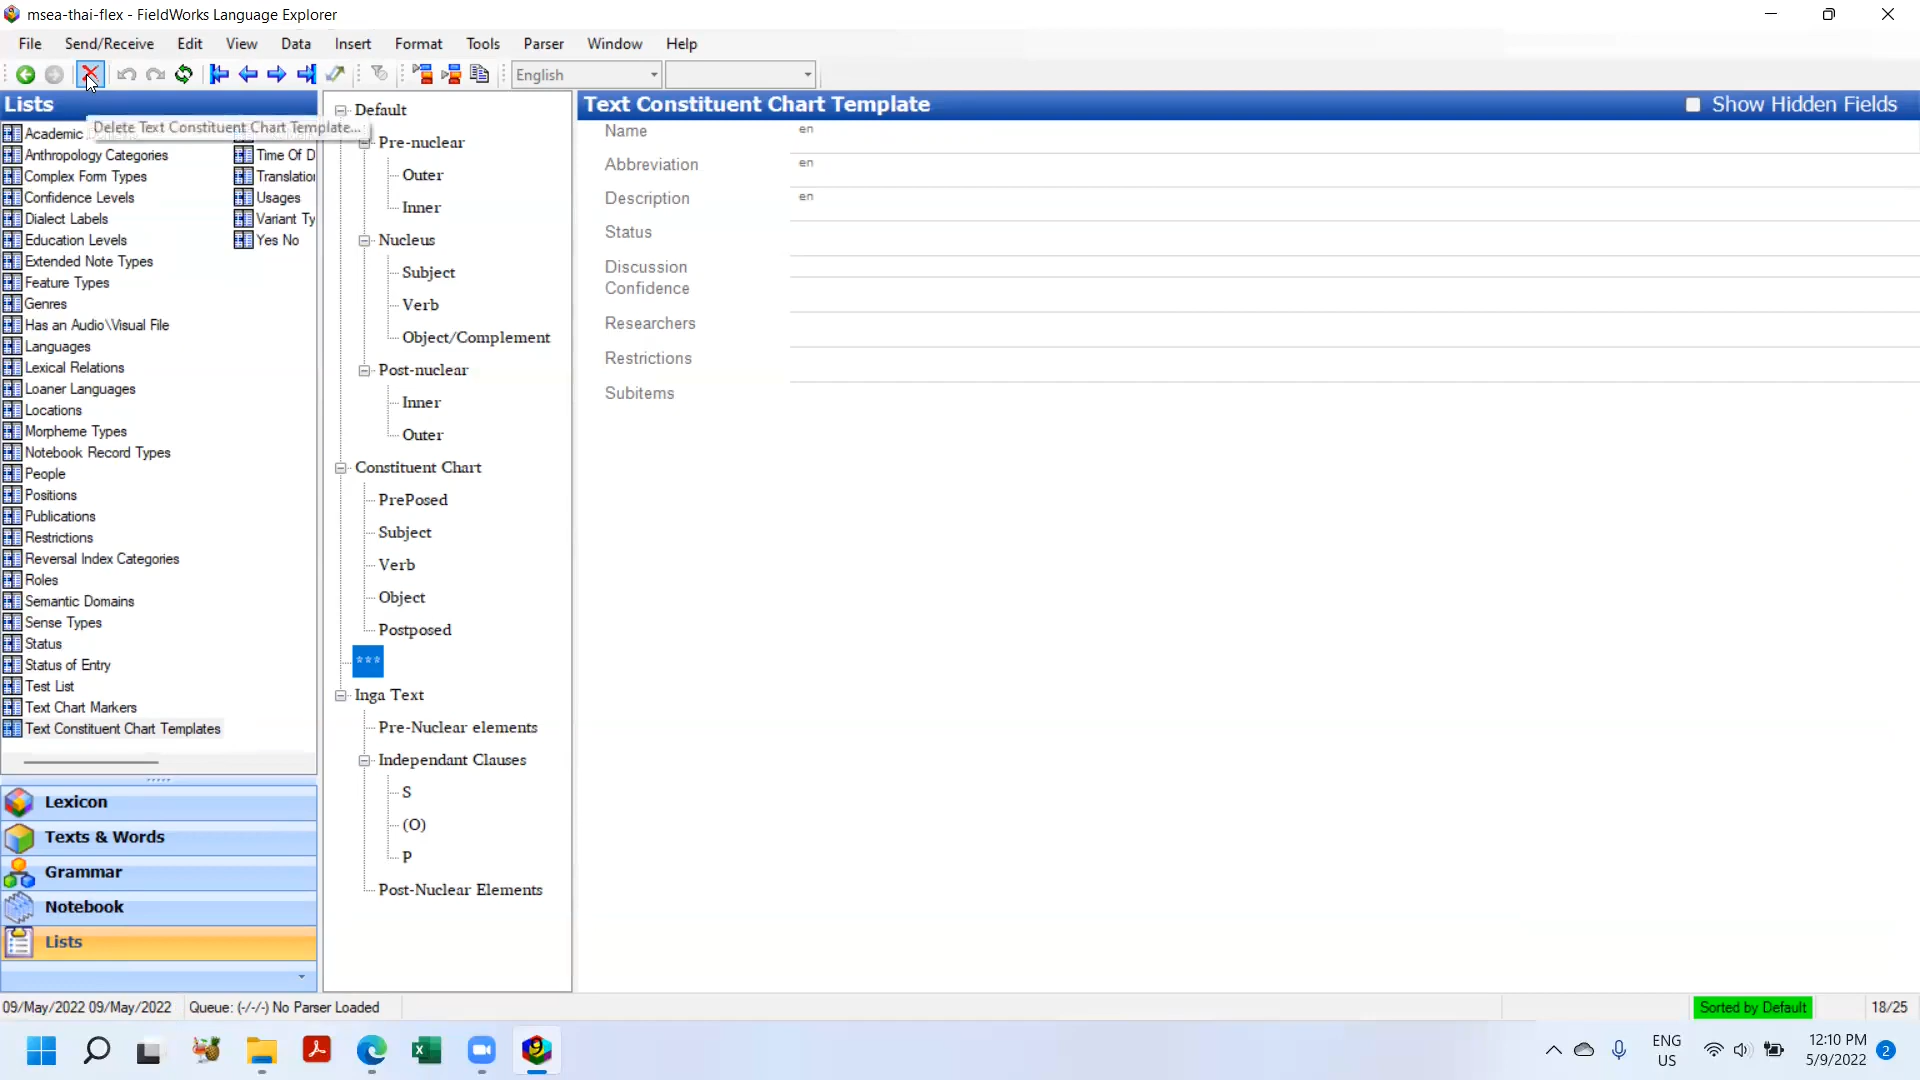 msea-thai-flex - FieldWorks Language Explorer
File Send/Receive Edit View Data Insert Format Tools Parser Window Help
English
Lists
Academic
Delete Text Constituent Chart Template...
Anthropology Categories
Complex Form Types
Confidence Levels
Dialect Labels
Education Levels
Extended Note Types
Feature Types
Genres
Has an Audio\Visual File
Languages
Lexical Relations
Loaner Languages
Locations
Morpheme Types
Notebook Record Types
People
Positions
Publications
Restrictions
Reversal Index Categories
Roles
Semantic Domains
Sense Types
Status
Status of Entry
Test List
Text Chart Markers
Text Constituent Chart Templates
Time Of D
Translation
Usages
Variant Ty
Yes No
Lexicon
Texts & Words
Grammar
Notebook
Lists
Default
Pre-nuclear
Outer
Inner
Nucleus
Subject
Verb
Object/Complement
Post-nuclear
Inner
Outer
Constituent Chart
PrePosed
Subject
Verb
Object
Postposed
***
Inga Text
Pre-Nuclear elements
Independant Clauses
S
(O)
P
Post-Nuclear Elements
Text Constituent Chart Template
Show Hidden Fields
Name en
Abbreviation en
Description en
Status
Discussion
Confidence
Researchers
Restrictions
Subitems
09/May/2022 09/May/2022 Queue: (-/-/-) No Parser Loaded
Sorted by Default 18/25
ENG
US
12:10 PM
5/9/2022
2